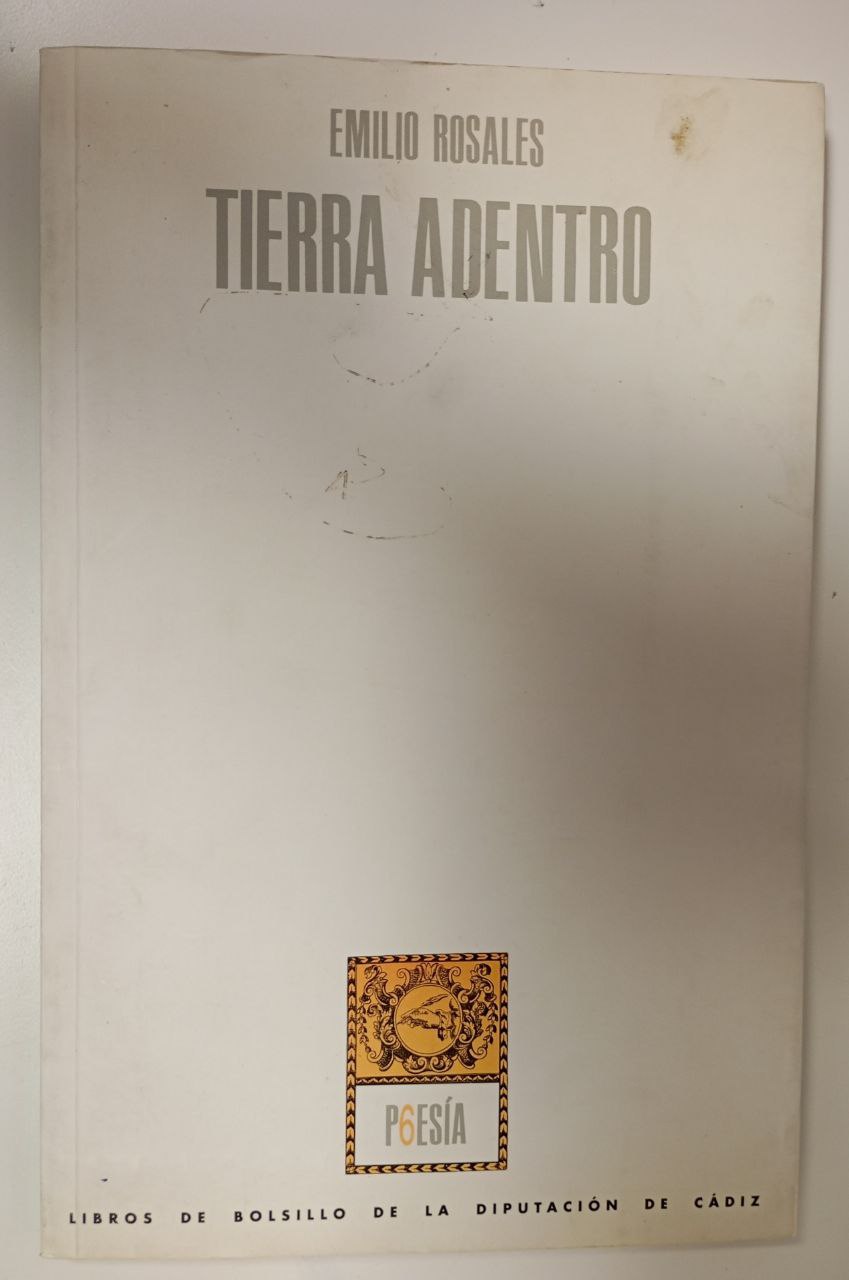 EMILIO ROSALES
TIERRA ADENTRO
P6ESÍA
LIBROS DE BOLSILLO DE LA DIPUTACIÓN DE CÁDIZ